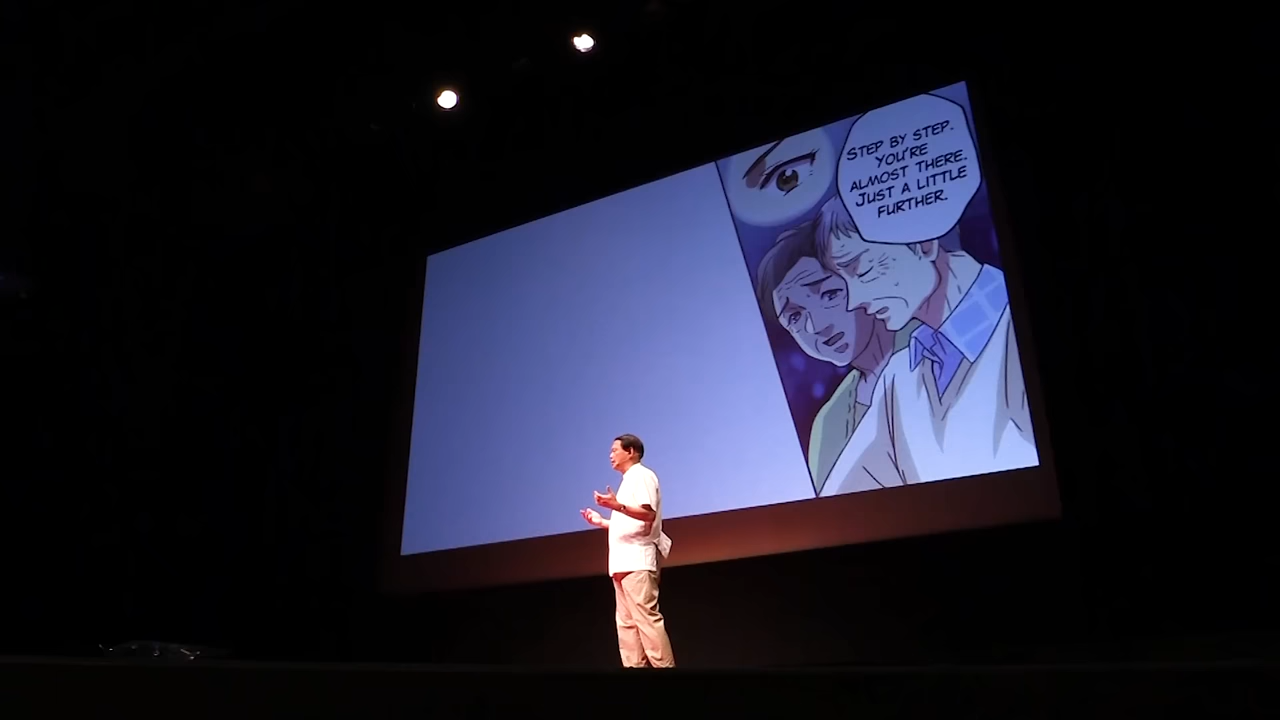 STEP BY STEP.
YOU'RE
ALMOST THERE.
JUST A LITTLE
FURTHER.